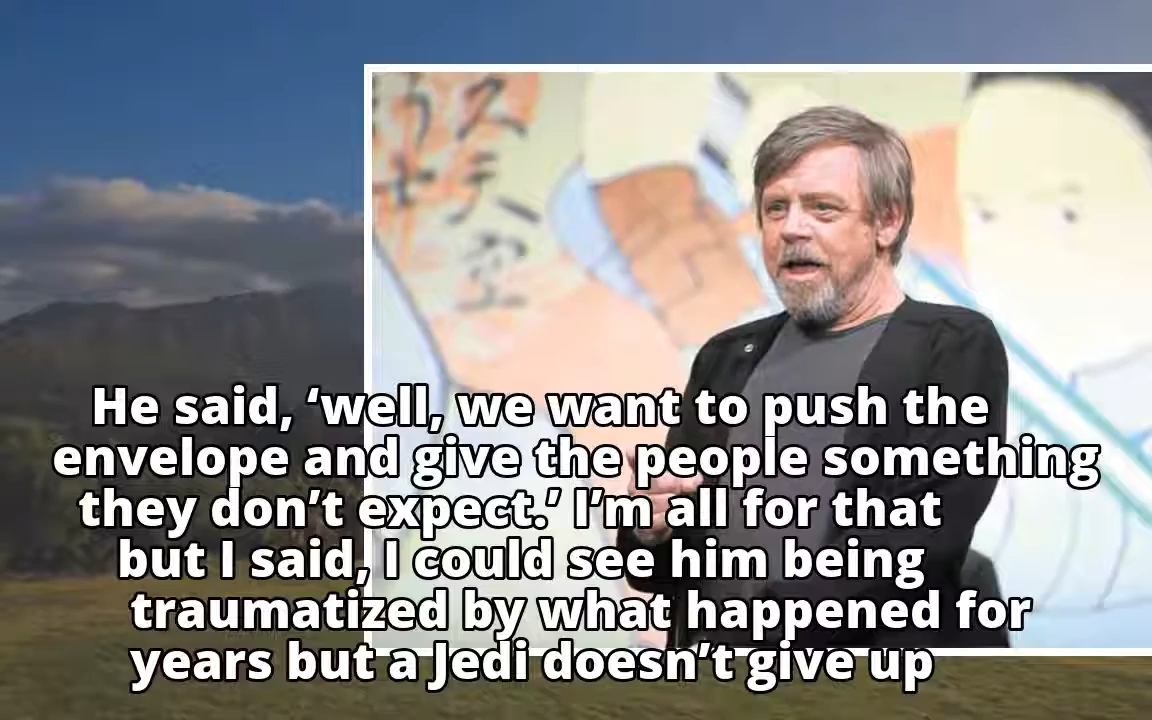 He said, ‘well, we want to push the
envelope and give the people something
they don’t expect.’ I’m all for that
but I said, I could see him being
traumatized by what happened for
years but a Jedi doesn’t give up